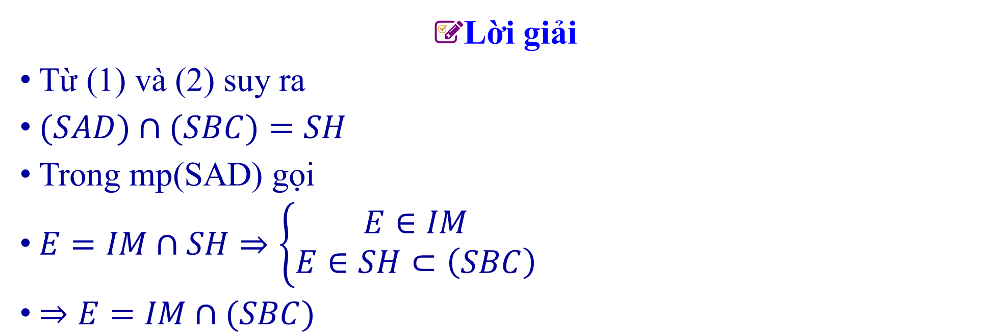 Lời giải
• Từ (1) và (2) suy ra
• (SAD) ∩ (SBC) = SH
• Trong mp(SAD) gọi
• E = IM ∩ SH ⇒ { E ∈ IM
E ∈ SH ⊂ (SBC)
• ⇒ E = IM ∩ (SBC)